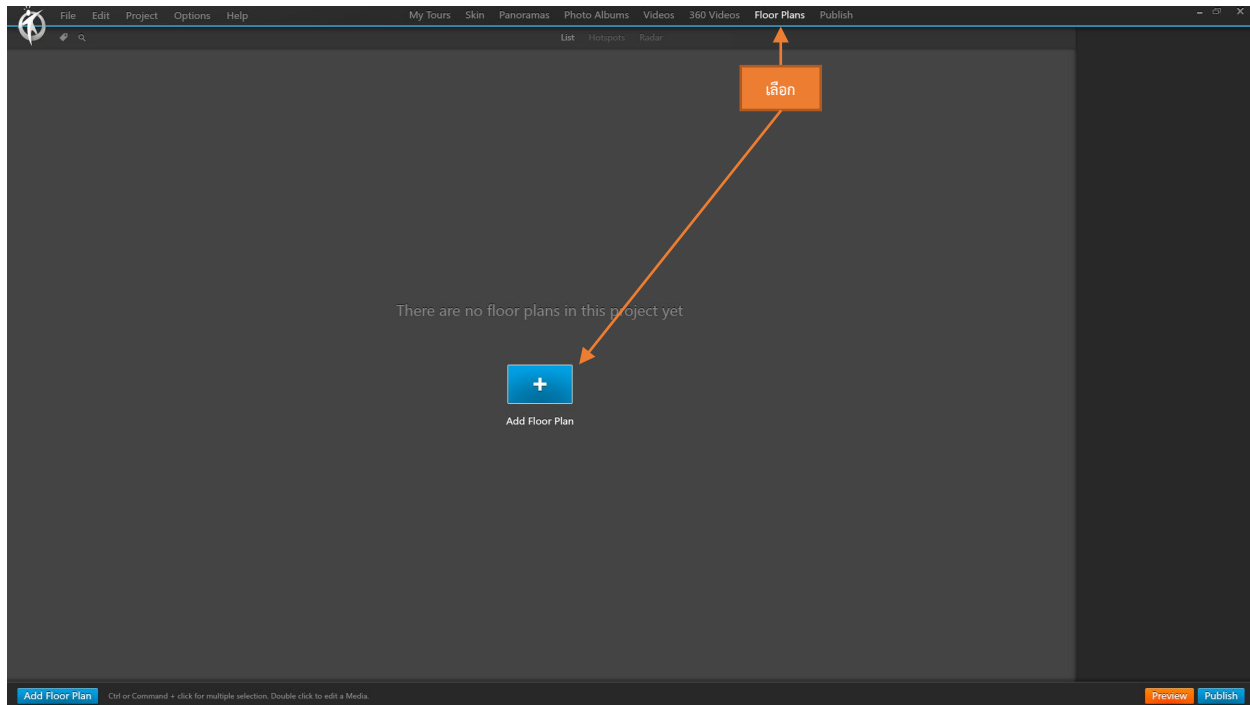 File Edit Project Options Help My Tours Skin Panoramas Photo Albums Videos 360 Videos Floor Plans Publish
List Hotspots Radar
เลือก
There are no floor plans in this project yet
Add Floor Plan
Add Floor Plan Ctrl or Command + click for multiple selection. Double click to edit a Media. Preview Publish